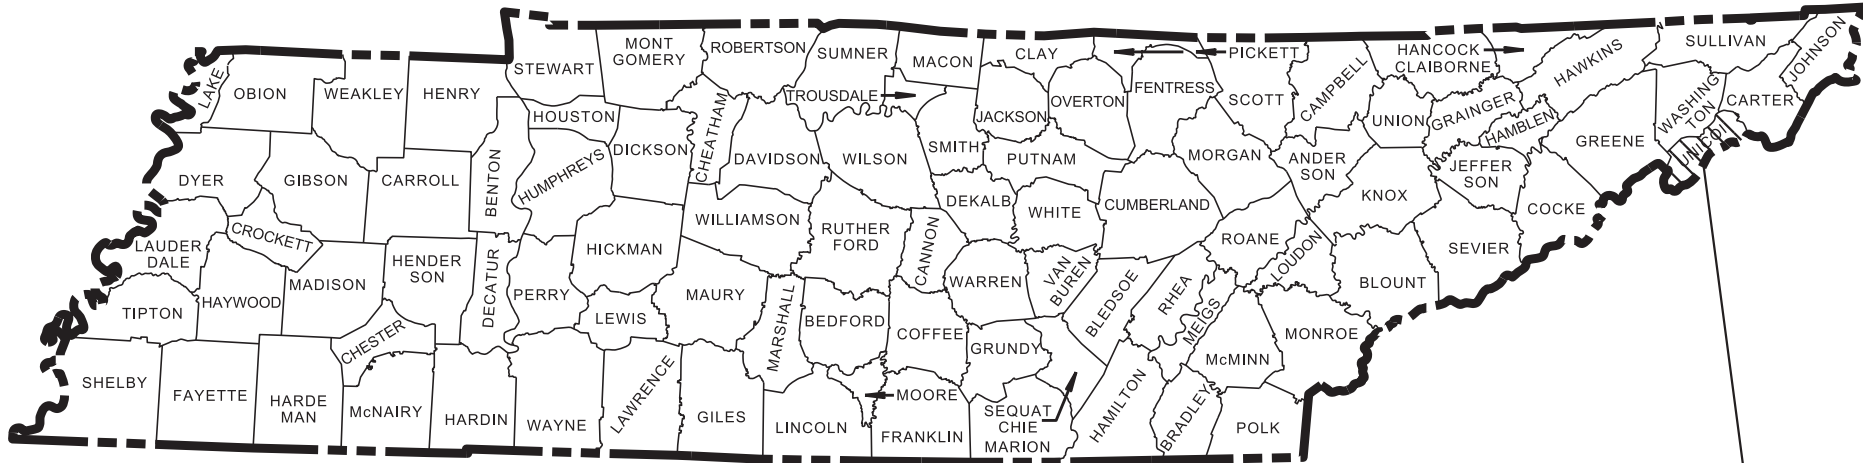 STEWART
MONT
GOMERY
ROBERTSON
SUMNER
MACON
CLAY
PICKETT
HANCOCK
CLAIBORNE
HAWKINS
SULLIVAN
JOHNSON
LAKE
OBION
WEAKLEY
HENRY
HOUSTON
CHEATHAM
TROUSDALE
JACKSON
OVERTON
FENTRESS
SCOTT
CAMPBELL
UNION
GRAINGER
HAMBLEN
GREENE
WASHING
TON
UNICOI
CARTER
DYER
GIBSON
CARROLL
BENTON
HUMPHREYS
DICKSON
DAVIDSON
WILSON
SMITH
PUTNAM
MORGAN
ANDER
SON
KNOX
JEFFER
SON
COCKE
LAUDER
DALE
CROCKETT
HENDER
SON
DECATUR
HICKMAN
WILLIAMSON
RUTHER
FORD
CANNON
DEKALB
WHITE
CUMBERLAND
ROANE
LOUDON
BLOUNT
SEVIER
TIPTON
HAYWOOD
MADISON
CHESTER
PERRY
LEWIS
MAURY
MARSHALL
BEDFORD
COFFEE
WARREN
VAN
BUREN
BLEDSOE
RHEA
MEIGS
McMINN
MONROE
SHELBY
FAYETTE
HARDE
MAN
McNAIRY
HARDIN
WAYNE
LAWRENCE
GILES
LINCOLN
MOORE
FRANKLIN
GRUNDY
SEQUAT
CHIE
MARION
HAMILTON
BRADLEY
POLK